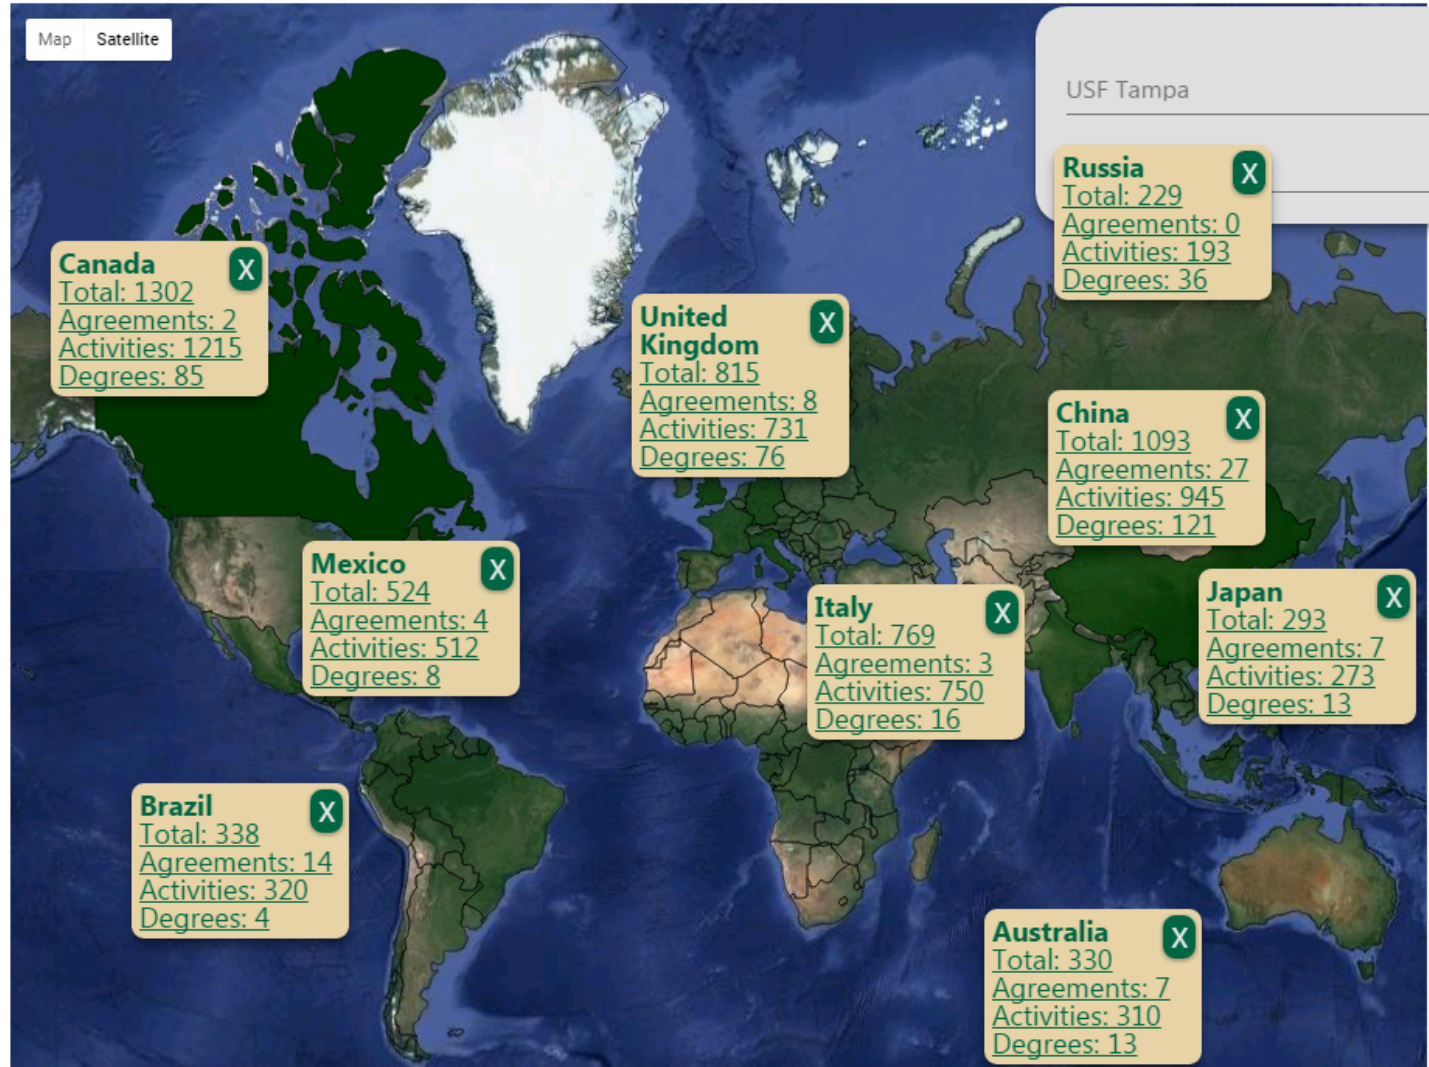 Map Satellite
USF Tampa
Russia X
Total: 229
Agreements: 0
Activities: 193
Degrees: 36
Canada X
Total: 1302
Agreements: 2
Activities: 1215
Degrees: 85
United X
Kingdom
Total: 815
Agreements: 8
Activities: 731
Degrees: 76
China X
Total: 1093
Agreements: 27
Activities: 945
Degrees: 121
Mexico X
Total: 524
Agreements: 4
Activities: 512
Degrees: 8
Italy X
Total: 769
Agreements: 3
Activities: 750
Degrees: 16
Japan X
Total: 293
Agreements: 7
Activities: 273
Degrees: 13
Brazil X
Total: 338
Agreements: 14
Activities: 320
Degrees: 4
Australia X
Total: 330
Agreements: 7
Activities: 310
Degrees: 13